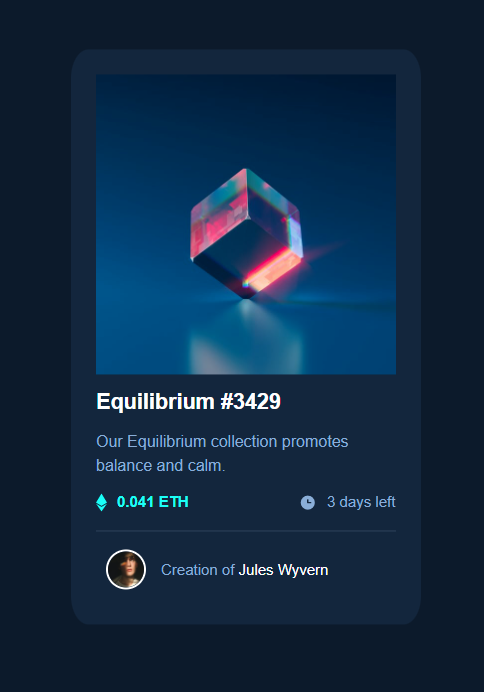 Equilibrium #3429
Our Equilibrium collection promotes
balance and calm.
0.041 ETH
3 days left
Creation of Jules Wyvern